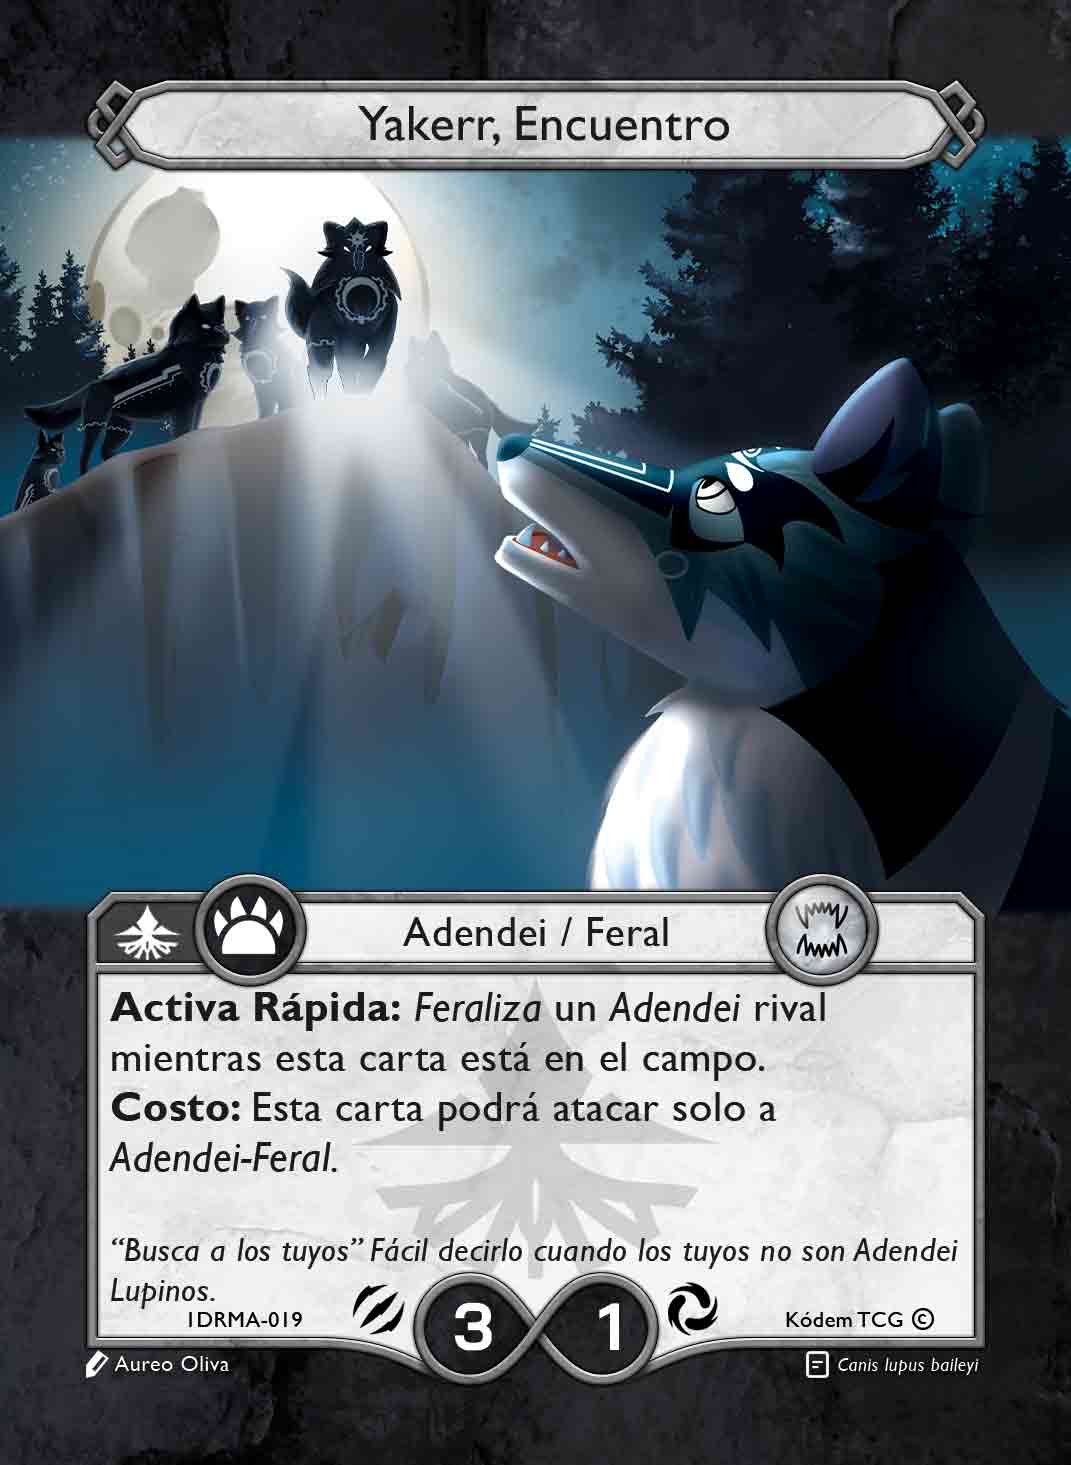 Yakerr, Encuentro
Adendei / Feral
Activa Rápida: Feraliza un Adendei rival
mientras esta carta está en el campo.
Costo: Esta carta podrá atacar solo a
Adendei-Feral.
“Busca a los tuyos” Fácil decirlo cuando los tuyos no son Adendei
Lupinos.
1DRMA-019
3 1
Kódem TCG ©
Aureo Oliva
Canis lupus baileyi